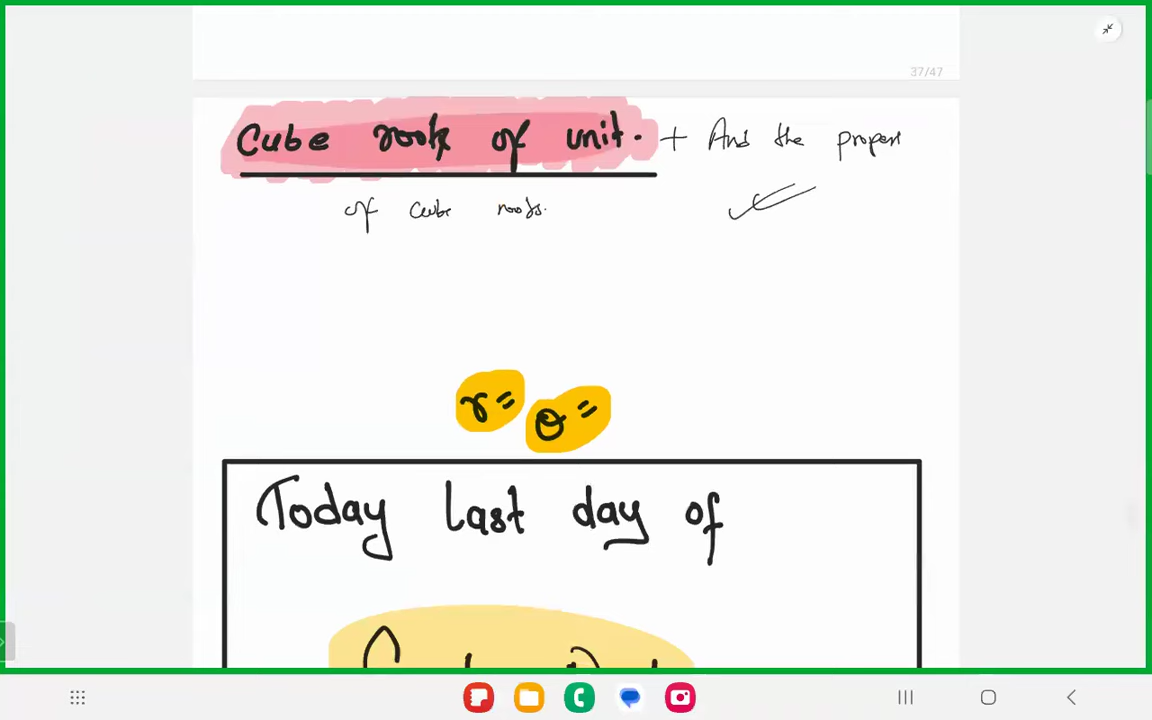 37/47
Cube roots of unit. + And the propert
of cube roots.
r=
θ=
Today last day of